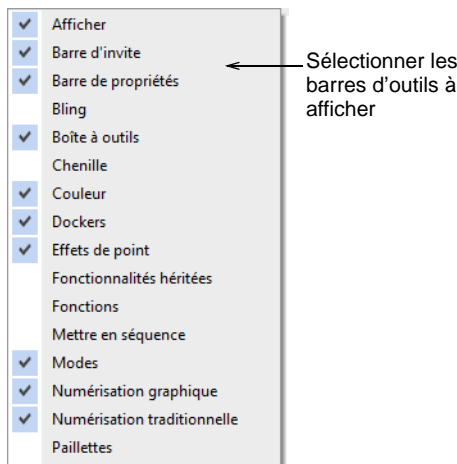 Afficher
Barre d'invite
Barre de propriétés
Bling
Boîte à outils
Chenille
Couleur
Dockers
Effets de point
Fonctionnalités héritées
Fonctions
Mettre en séquence
Modes
Numérisation graphique
Numérisation traditionnelle
Paillettes
Sélectionner les
barres d’outils à
afficher